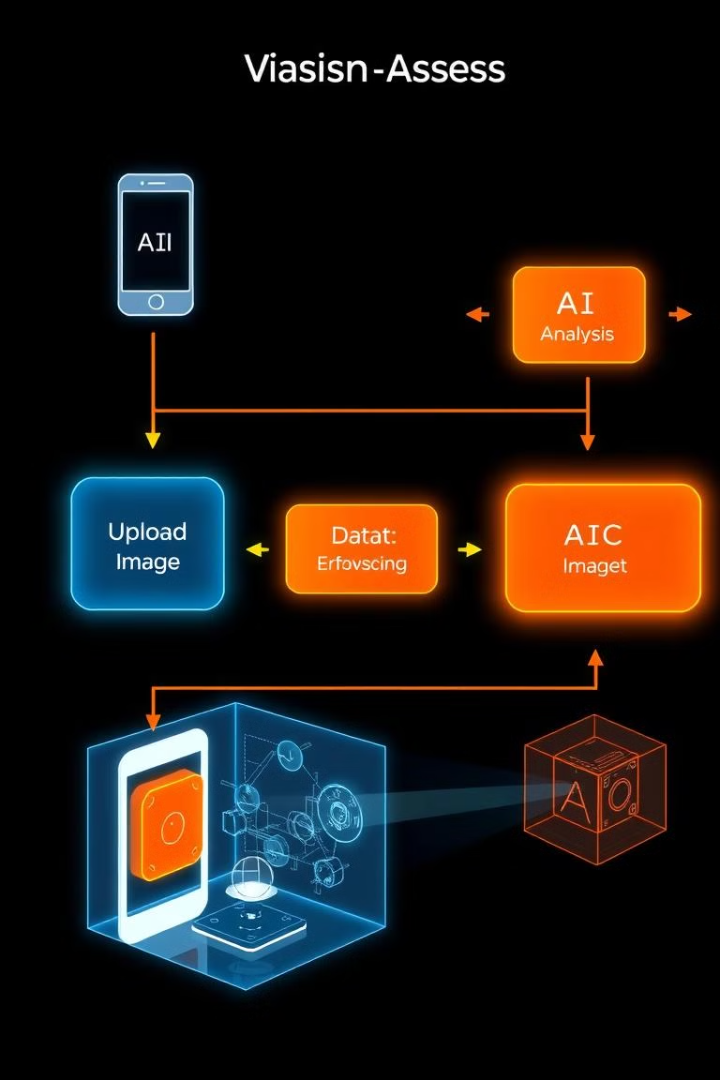 Viasisn-Assess
AII
AI
Analysis
Upload
Image
Datat:
Erfovscing
AIC
Imaget
A